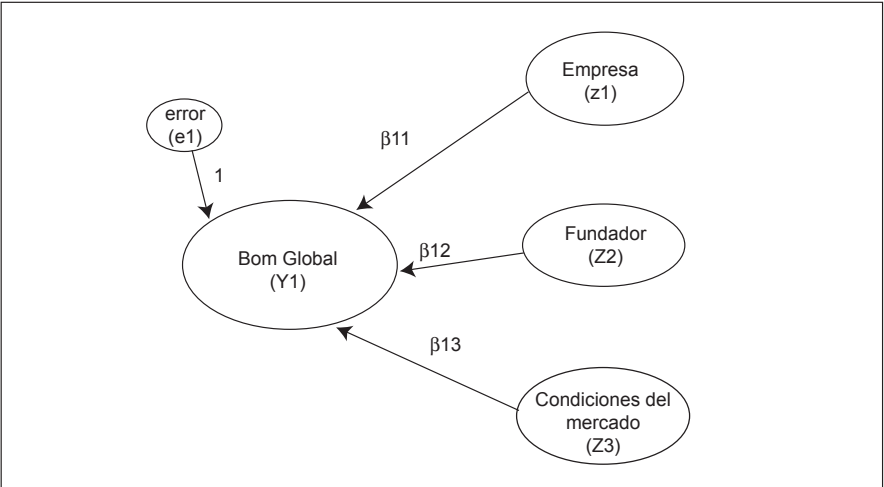 Empresa
(z1)
error
(e1)
β11
1
Fundador
(Z2)
β12
Bom Global
(Y1)
β13
Condiciones del
mercado
(Z3)